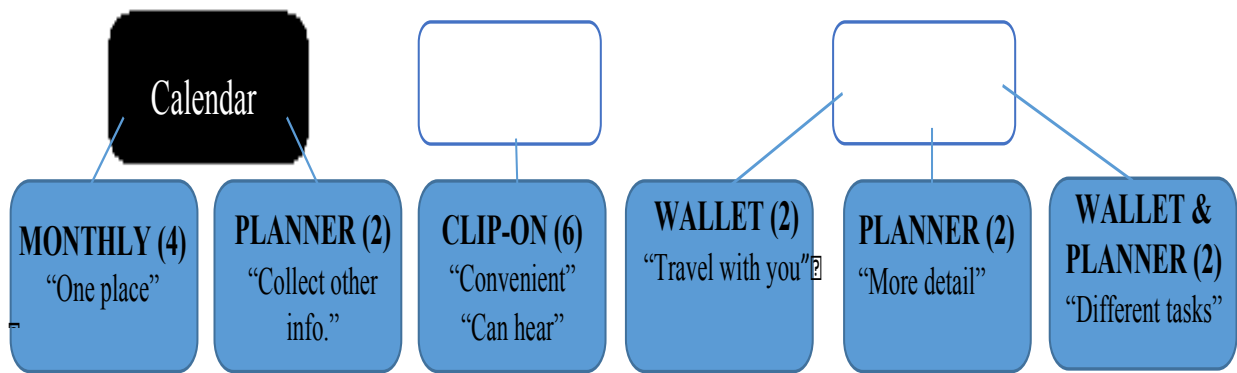 Calendar
MONTHLY (4)
“One place”
PLANNER (2)
“Collect other
info.”
CLIP-ON (6)
“Convenient”
“Can hear”
WALLET (2)
“Travel with you”
PLANNER (2)
“More detail”
WALLET &
PLANNER (2)
“Different tasks”